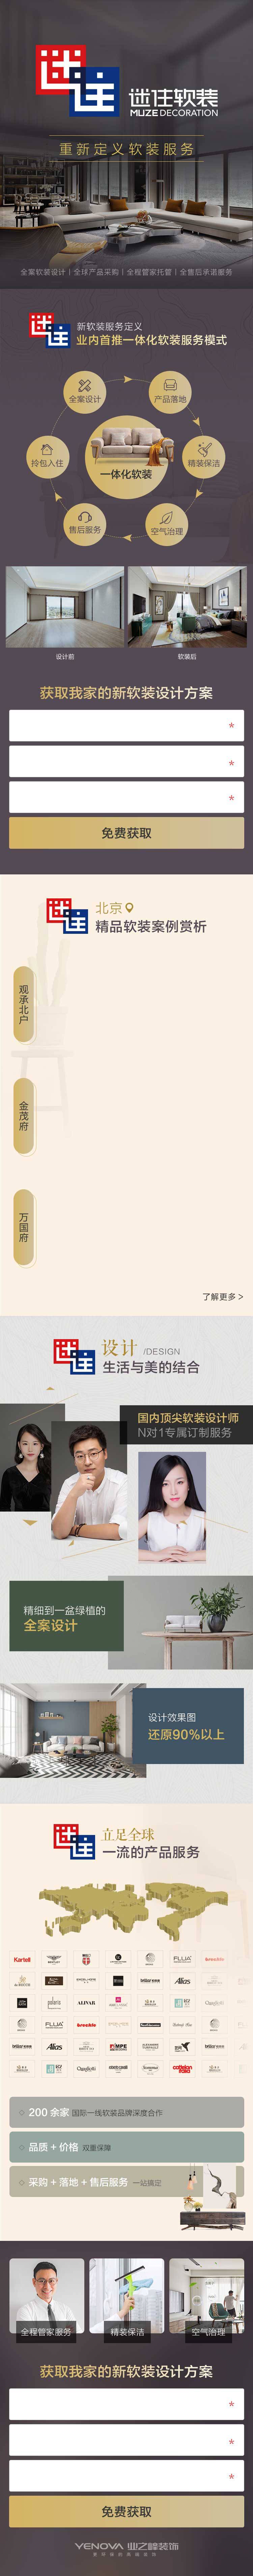 迷住
迷住软装
MUZE DECORATION
重新定义软装服务
全案软装设计 | 全球产品采购 | 全程管家托管 | 全售后承诺服务
迷住
新软装服务定义
业内首推一体化软装服务模式
全案设计
产品落地
拎包入住
精装保洁
一体化软装
售后服务
空气治理
设计前
软装后
获取我家的新软装设计方案
*
*
*
免费获取
迷住
北京
精品软装案例赏析
观承北户
金茂府
万国府
了解更多 >
迷住
设计 /DESIGN
生活与美的结合
国内顶尖软装设计师
N对1专属订制服务
精细到一盆绿植的
全案设计
设计效果图
还原90%以上
迷住
立足全球
一流的产品服务
Kartell
FLUA
Alias
ALIVAR
FLUA
Alias
200 余家 国际一线软装品牌深度合作
品质 + 价格 双重保障
采购 + 落地 + 售后服务 一站搞定
全程管家服务
精装保洁
空气治理
获取我家的新软装设计方案
*
*
*
免费获取
YENOVA 业之峰装饰